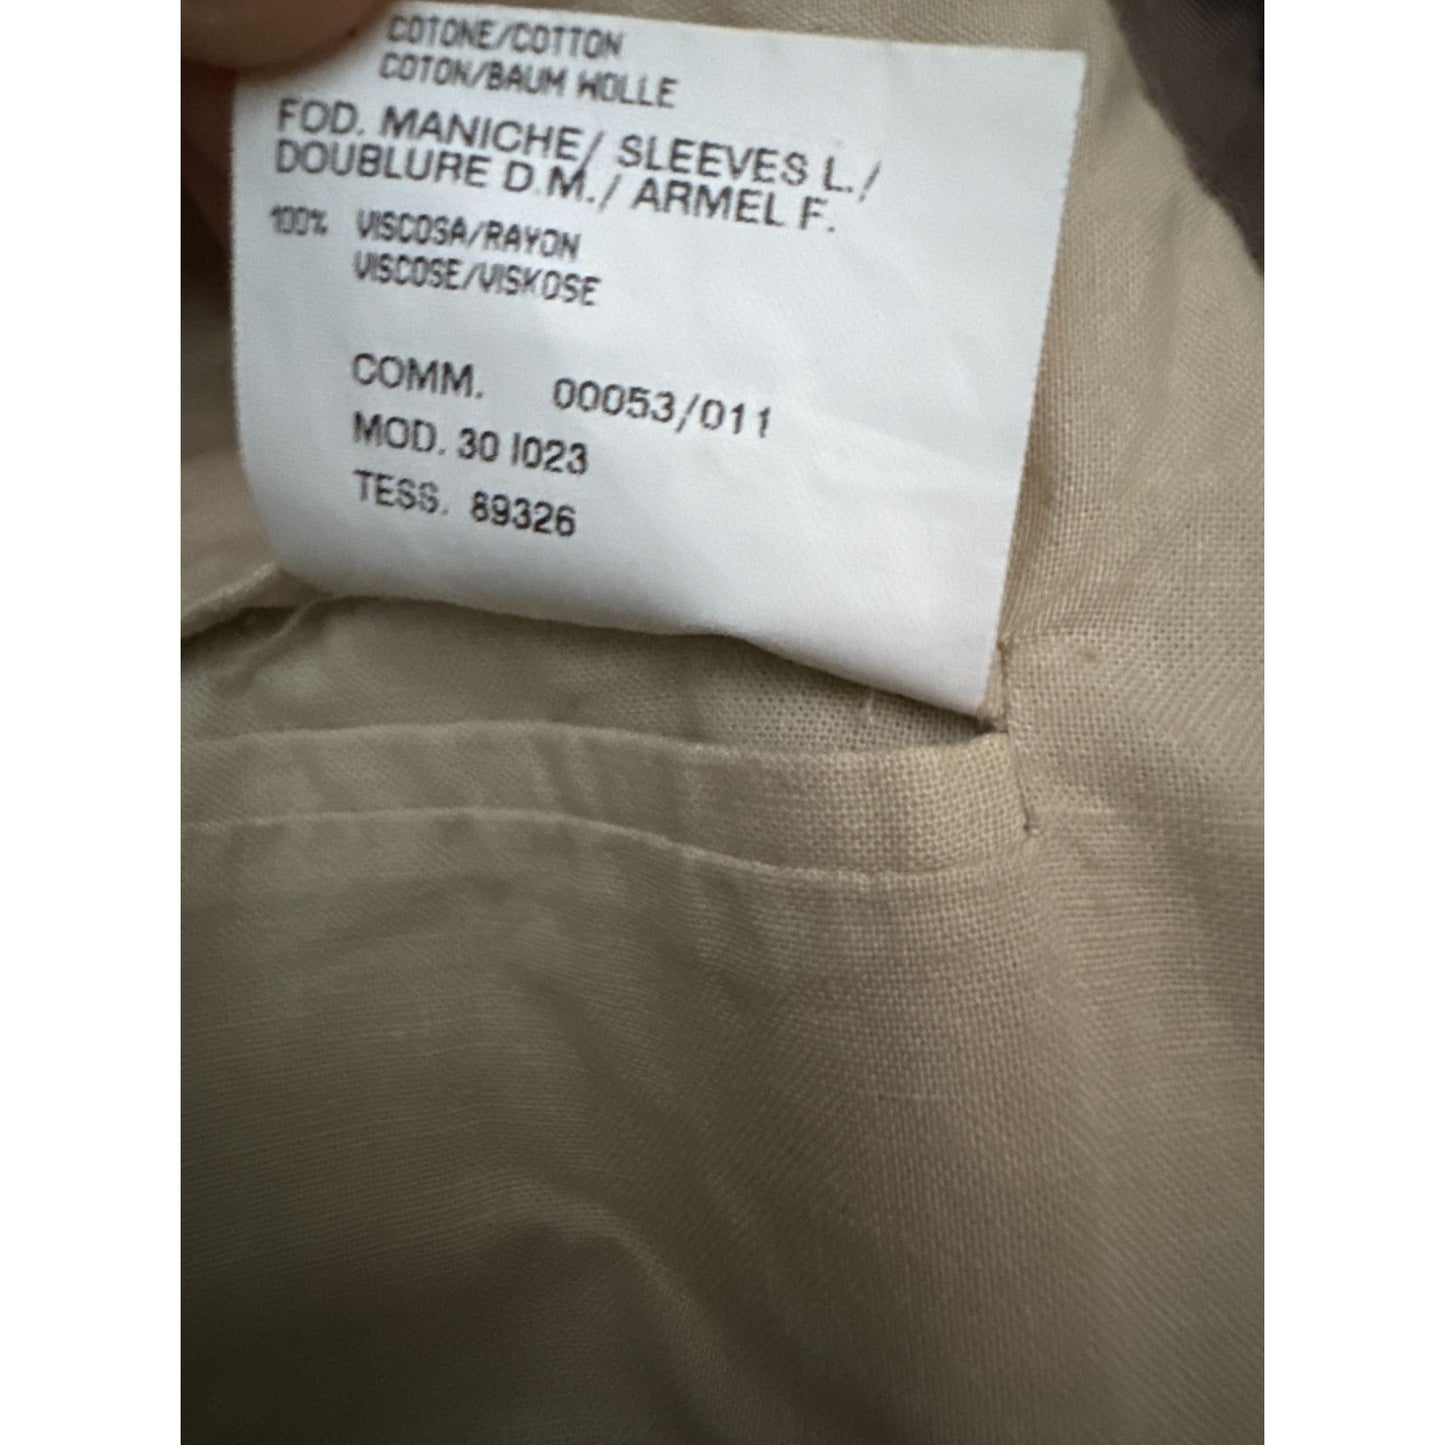 COTONE/COTTON
COTON/BAUM WOLLE
FOD. MANICHE/ SLEEVES L./
DOUBLURE D.M./ ARMEL F.
100% VISCOSA/RAYON
VISCOSE/VISKOSE
COMM. 00053/011
MOD. 30 I023
TESS. 89326